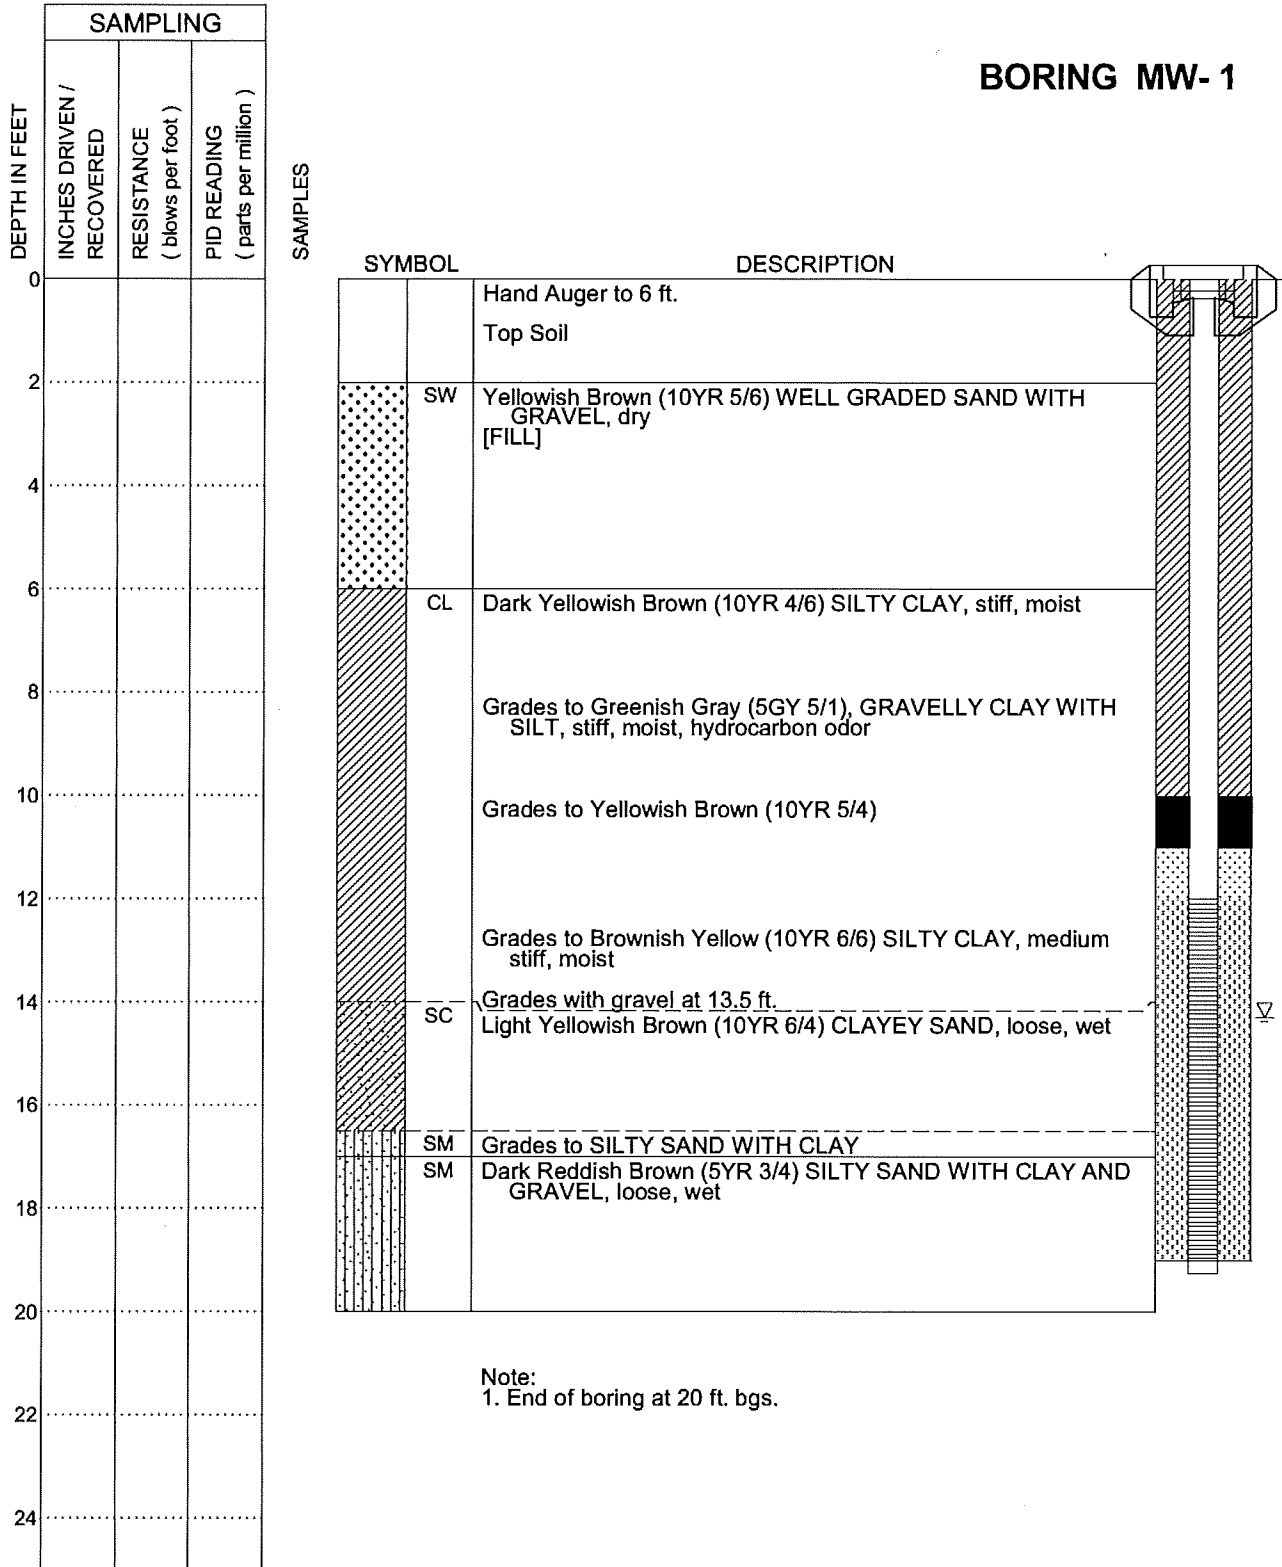 SAMPLING
BORING MW- 1
DEPTH IN FEET
INCHES DRIVEN /
RECOVERED
RESISTANCE
( blows per foot )
PID READING
( parts per million )
SAMPLES
SYMBOL
DESCRIPTION
0
Hand Auger to 6 ft.
Top Soil
2
SW
Yellowish Brown (10YR 5/6) WELL GRADED SAND WITH
GRAVEL, dry
[FILL]
4
6
CL
Dark Yellowish Brown (10YR 4/6) SILTY CLAY, stiff, moist
8
Grades to Greenish Gray (5GY 5/1), GRAVELLY CLAY WITH
SILT, stiff, moist, hydrocarbon odor
10
Grades to Yellowish Brown (10YR 5/4)
12
Grades to Brownish Yellow (10YR 6/6) SILTY CLAY, medium
stiff, moist
14
Grades with gravel at 13.5 ft.
SC
Light Yellowish Brown (10YR 6/4) CLAYEY SAND, loose, wet
16
SM
Grades to SILTY SAND WITH CLAY
SM
Dark Reddish Brown (5YR 3/4) SILTY SAND WITH CLAY AND
GRAVEL, loose, wet
18
20
Note:
1. End of boring at 20 ft. bgs.
22
24